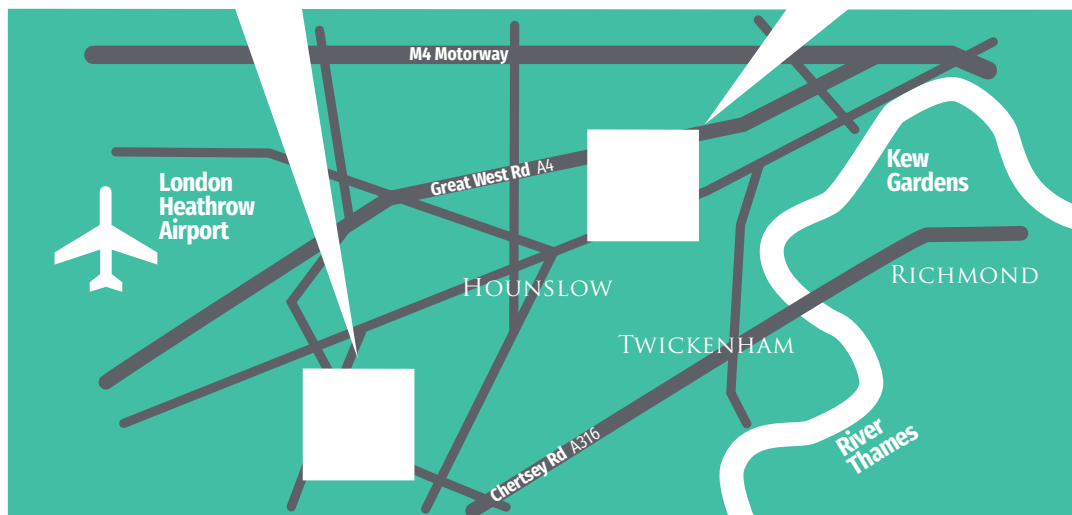 M4 Motorway
Great West Rd A4
London
Heathrow
Airport
Kew
Gardens
HOUNSLOW
RICHMOND
TWICKENHAM
Chertsey Rd A316
River
Thames